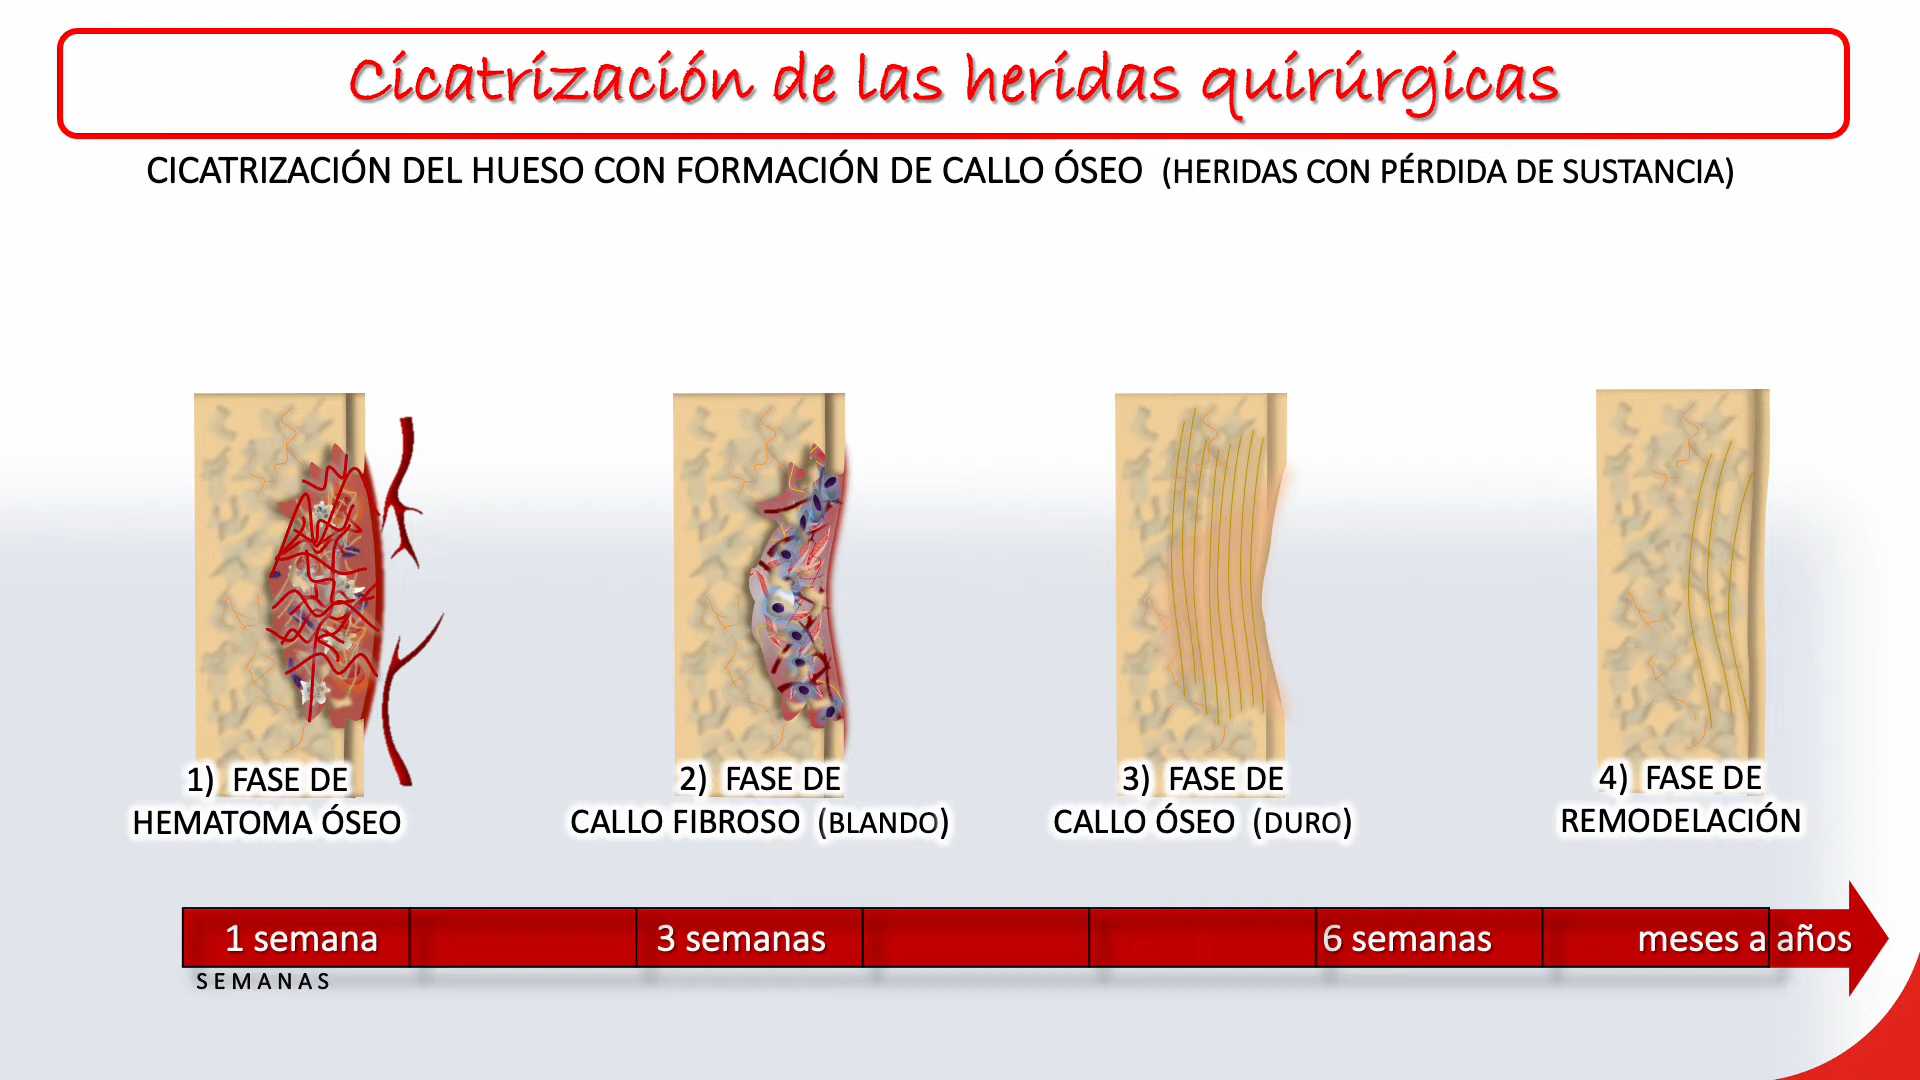 Cicatrización de las heridas quirúrgicas
CICATRIZACIÓN DEL HUESO CON FORMACIÓN DE CALLO ÓSEO (HERIDAS CON PÉRDIDA DE SUSTANCIA)
1) FASE DE
HEMATOMA ÓSEO
2) FASE DE
CALLO FIBROSO (BLANDO)
3) FASE DE
CALLO ÓSEO (DURO)
4) FASE DE
REMODELACIÓN
1 semana
3 semanas
6 semanas
meses a años
SEMANAS